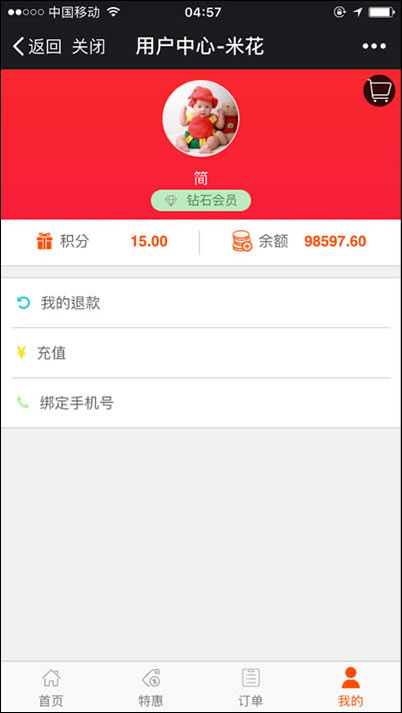 中国移动 04:57
返回 关闭 用户中心-米花
简
钻石会员
积分 15.00 余额 98597.60
我的退款
¥ 充值
绑定手机号
首页 特惠 订单 我的